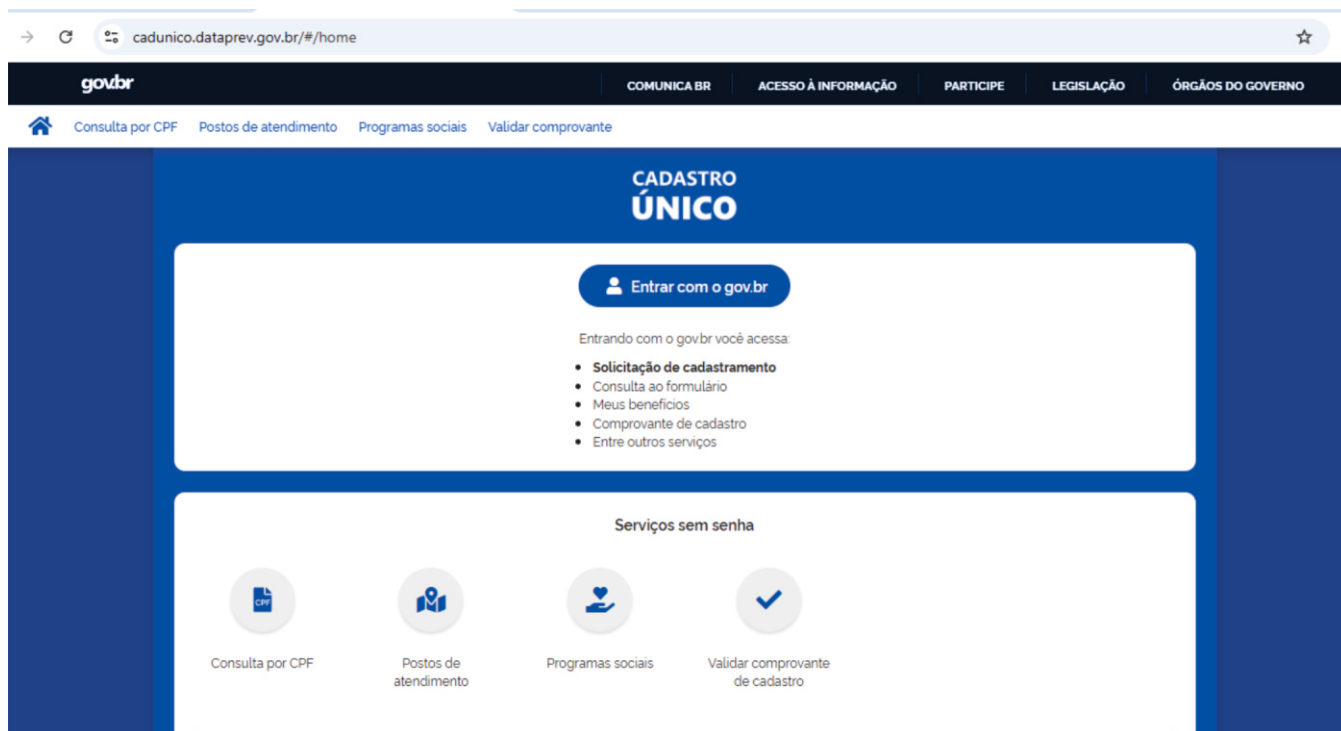 cadunico.dataprev.gov.br/#/home
gov.br COMUNICA BR ACESSO À INFORMAÇÃO PARTICIPE LEGISLAÇÃO ÓRGÃOS DO GOVERNO
Consulta por CPF Postos de atendimento Programas sociais Validar comprovante
CADASTRO
ÚNICO
Entrar com o gov.br
Entrando com o gov.br você acessa:
Solicitação de cadastramento
Consulta ao formulário
Meus benefícios
Comprovante de cadastro
Entre outros serviços
Serviços sem senha
CPF
Consulta por CPF Postos de atendimento Programas sociais Validar comprovante de cadastro